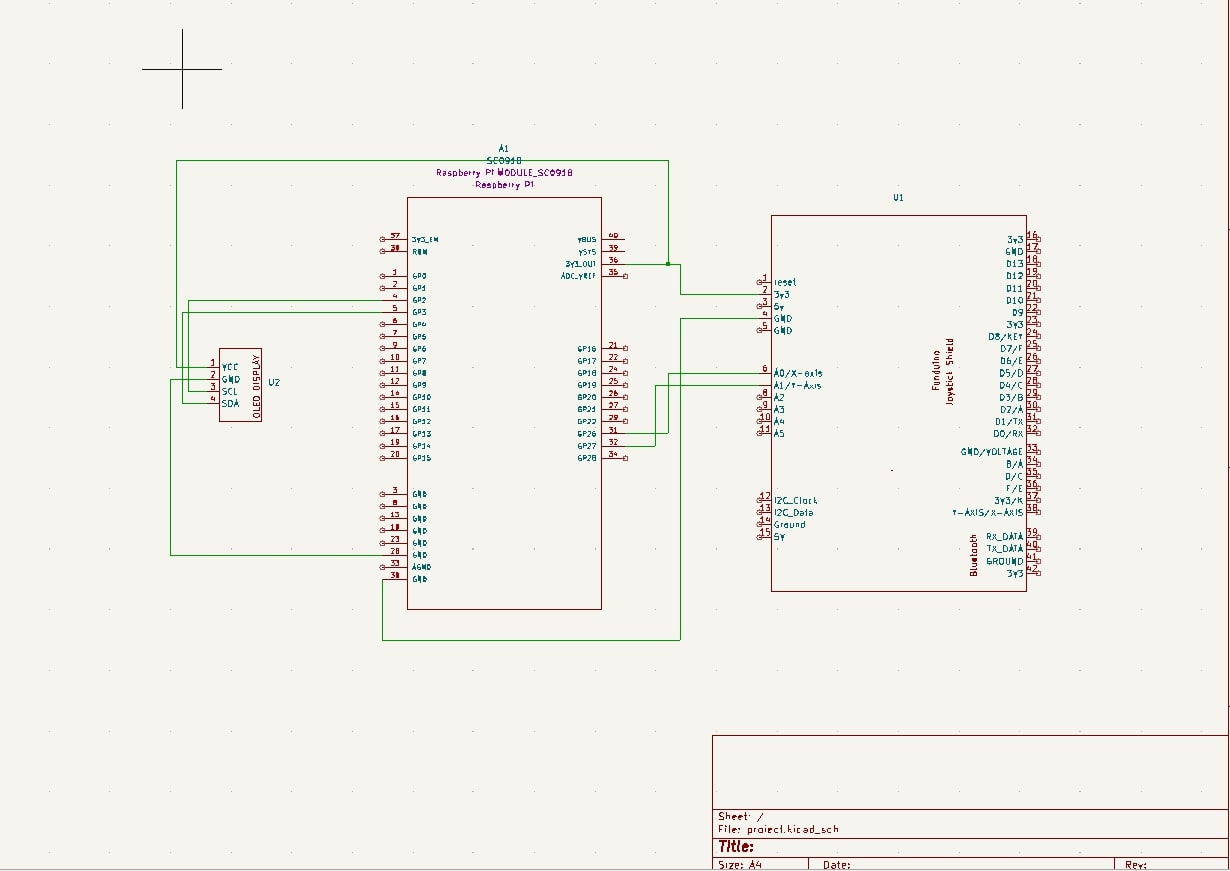 A1
SC0918
Raspberry Pi MODULE_SC0918
Raspberry Pi
U1
37 3V3_EN
RUN
1 GP0
2 GP1
4 GP2
5 GP3
6 GP4
7 GP5
9 GP6
10 GP7
11 GP8
12 GP9
14 GP10
15 GP11
16 GP12
17 GP13
19 GP14
20 GP15
3 GND
8 GND
13 GND
18 GND
23 GND
28 GND
33 AGND
38 GND
VBUS 40
VSYS 39
3V3_OUT 36
ADC_VREF 35
GP16 21
GP17 22
GP18 24
GP19 25
GP20 26
GP21 27
GP22 29
GP26 31
GP27 32
GP28 34
1 VCC
2 GND
3 SCL
4 SDA
OLED DISPLAY
U2
1 reset
2 3v3
3 5v
4 GND
5 GND
6 A0/X-axis
A1/Y-Axis
8 A2
9 A3
10 A4
11 A5
12 I2C_Clock
13 I2C_Data
14 Ground
15 5V
Funduino
Joystick Shield
3v3 16
GND 17
D13 18
D12 19
D11 20
D10 21
D9 22
3v3 23
D8/KEY 24
D7/F 25
D6/E 26
D5/D 27
D4/C 28
D3/B 29
D2/A 30
D1/TX 31
D0/RX 32
GND/VOLTAGE 33
B/A 34
D/C 35
F/E 36
3V3/K 37
Y-AXIS/X-AXIS 38
Bluetooth
RX_DATA 39
TX_DATA 40
GROUND 41
3V3 42
Sheet: /
File: project.kicad_sch
Title:
Size: A4 Date: Rev: